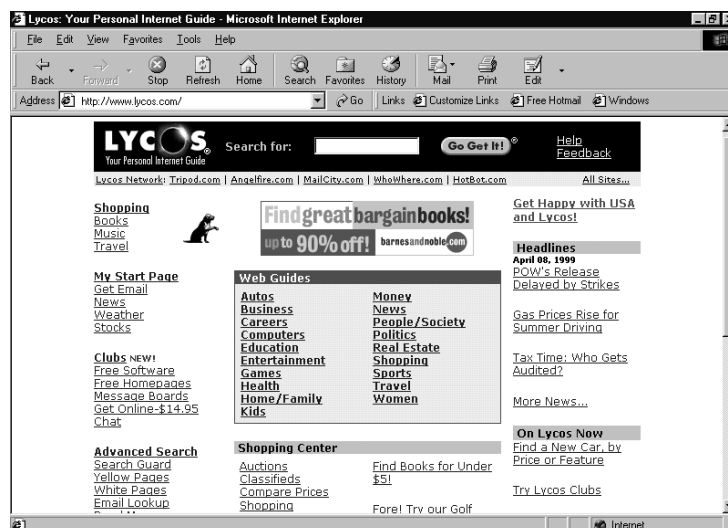 Lycos: Your Personal Internet Guide - Microsoft Internet Explorer
File Edit View Favorites Tools Help
Back Forward Stop Refresh Home Search Favorites History Mail Print Edit
Address http://www.lycos.com/ Go Links Customize Links Free Hotmail Windows
LYCOS®
Your Personal Internet Guide
Search for: Go Get It!®
Help
Feedback
Lycos Network: Tripod.com | Angelfire.com | MailCity.com | WhoWhere.com | HotBot.com All Sites...
Shopping
Books
Music
Travel
My Start Page
Get Email
News
Weather
Stocks
Clubs NEW!
Free Software
Free Homepages
Message Boards
Get Online-$14.95
Chat
Advanced Search
Search Guard
Yellow Pages
White Pages
Email Lookup
Find great bargain books!
up to 90% off! barnesandnoble.com
Web Guides
Autos
Business
Careers
Computers
Education
Entertainment
Games
Health
Home/Family
Kids
Money
News
People/Society
Politics
Real Estate
Shopping
Sports
Travel
Women
Shopping Center
Auctions
Classifieds
Compare Prices
Shopping
Find Books for Under
$5!
Fore! Try our Golf
Get Happy with USA
and Lycos!
Headlines
April 08, 1999
POW's Release
Delayed by Strikes
Gas Prices Rise for
Summer Driving
Tax Time: Who Gets
Audited?
More News...
On Lycos Now
Find a New Car, by
Price or Feature
Try Lycos Clubs
Internet